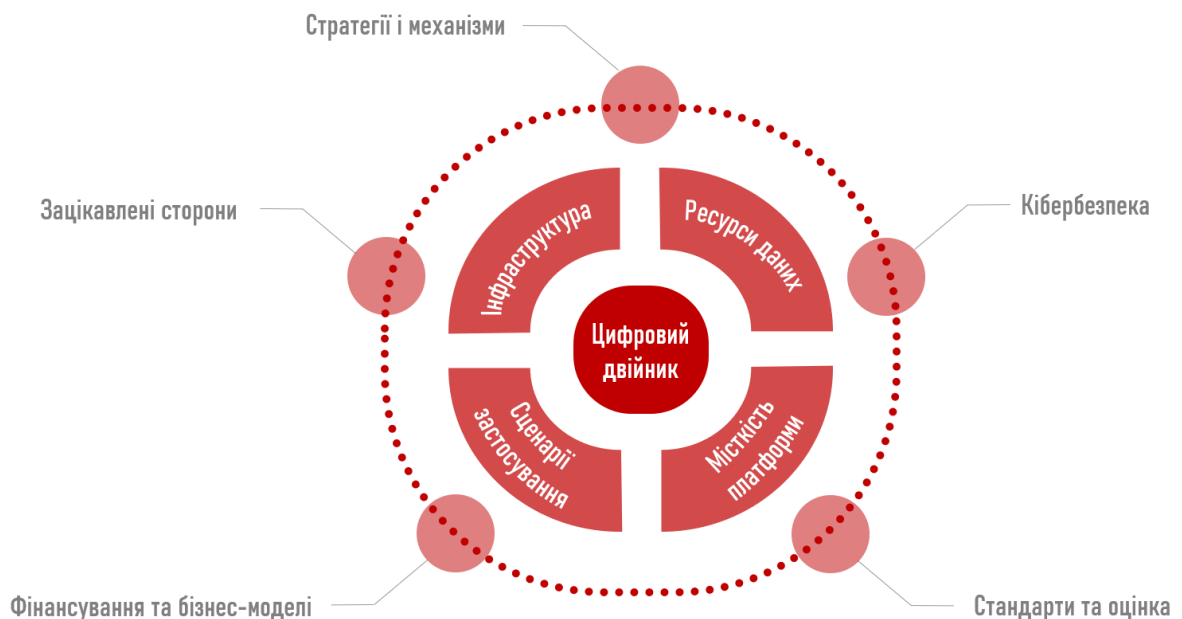 Стратегії і механізми
Зацікавлені сторони
Кібербезпека
Інфраструктура
Ресурси даних
Цифровий
двійник
Сценарії
застосування
Місткість
платформи
Фінансування та бізнес-моделі
Стандарти та оцінка